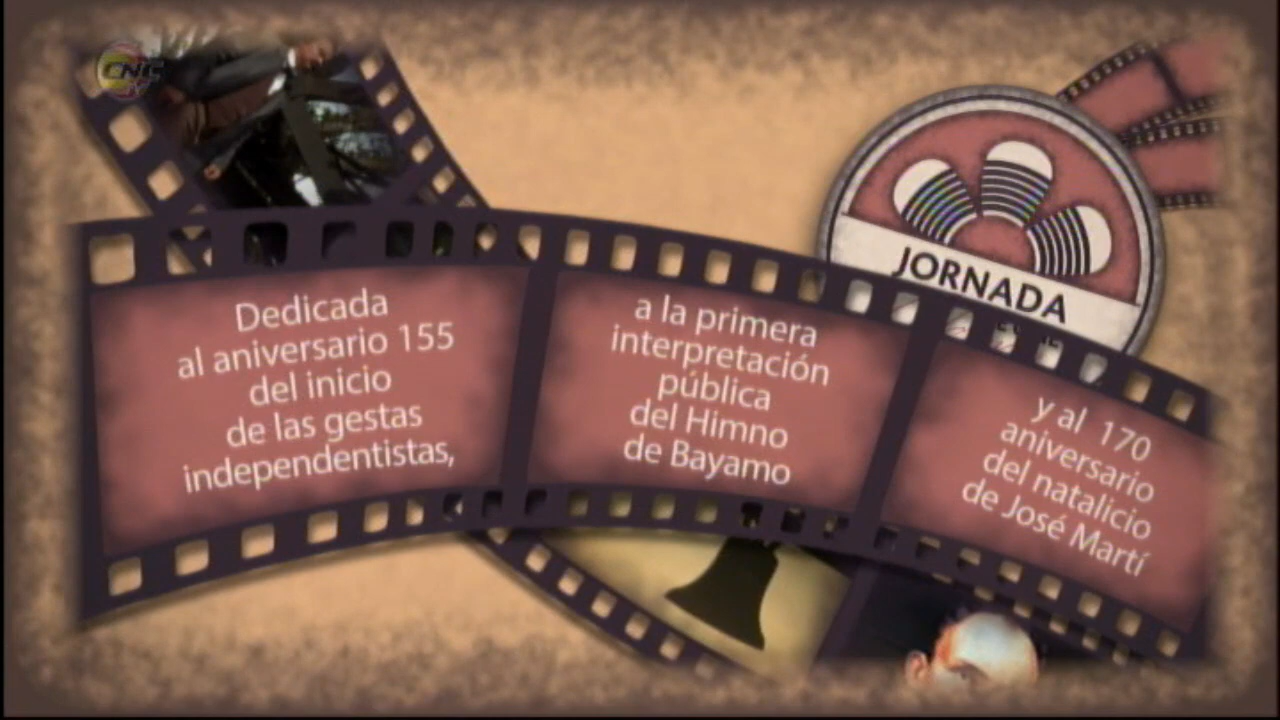 CNC
JORNADA
Dedicada
al aniversario 155
del inicio
de las gestas
independentistas,
a la primera
interpretación
pública
del Himno
de Bayamo
y al 170
aniversario
del natalicio
de José Martí